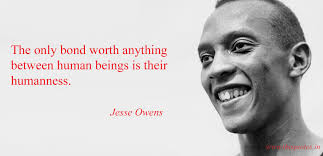 The only bond worth anything
between human beings is their
humanness.
Jesse Owens